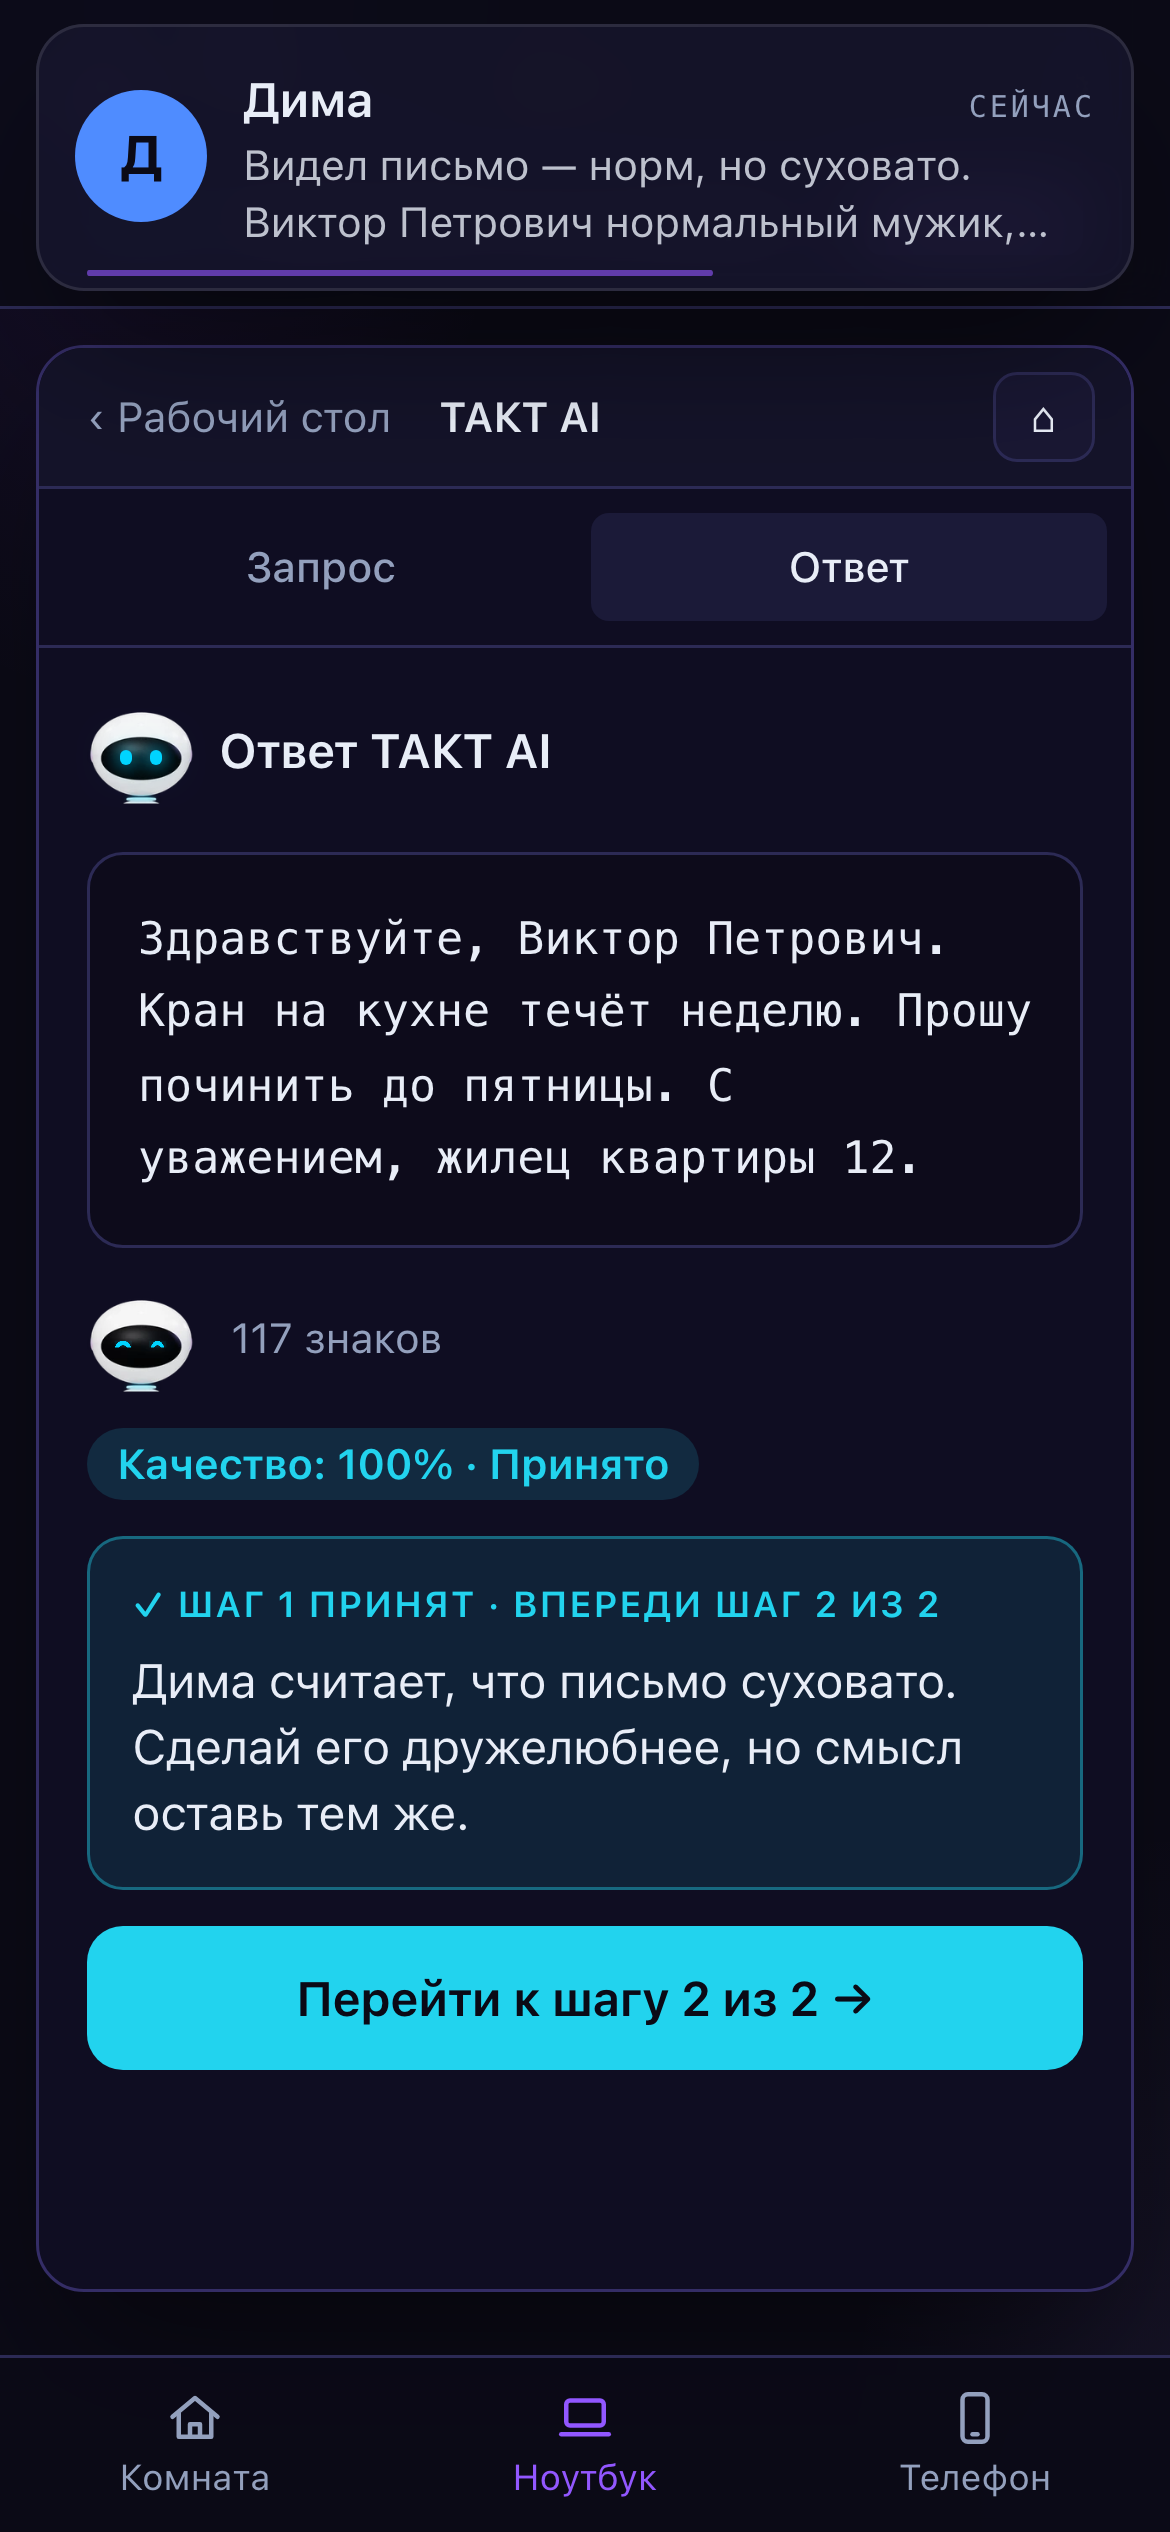 Д
Дима
СЕЙЧАС
Видел письмо — норм, но суховато.
Виктор Петрович нормальный мужик,...
‹ Рабочий стол
ТАКТ AI
Запрос
Ответ
Ответ ТАКТ AI
Здравствуйте, Виктор Петрович.
Кран на кухне течёт неделю. Прошу
починить до пятницы. С
уважением, жилец квартиры 12.
117 знаков
Качество: 100% · Принято
✓ ШАГ 1 ПРИНЯТ · ВПЕРЕДИ ШАГ 2 ИЗ 2
Дима считает, что письмо суховато.
Сделай его дружелюбнее, но смысл
оставь тем же.
Перейти к шагу 2 из 2 →
Комната
Ноутбук
Телефон